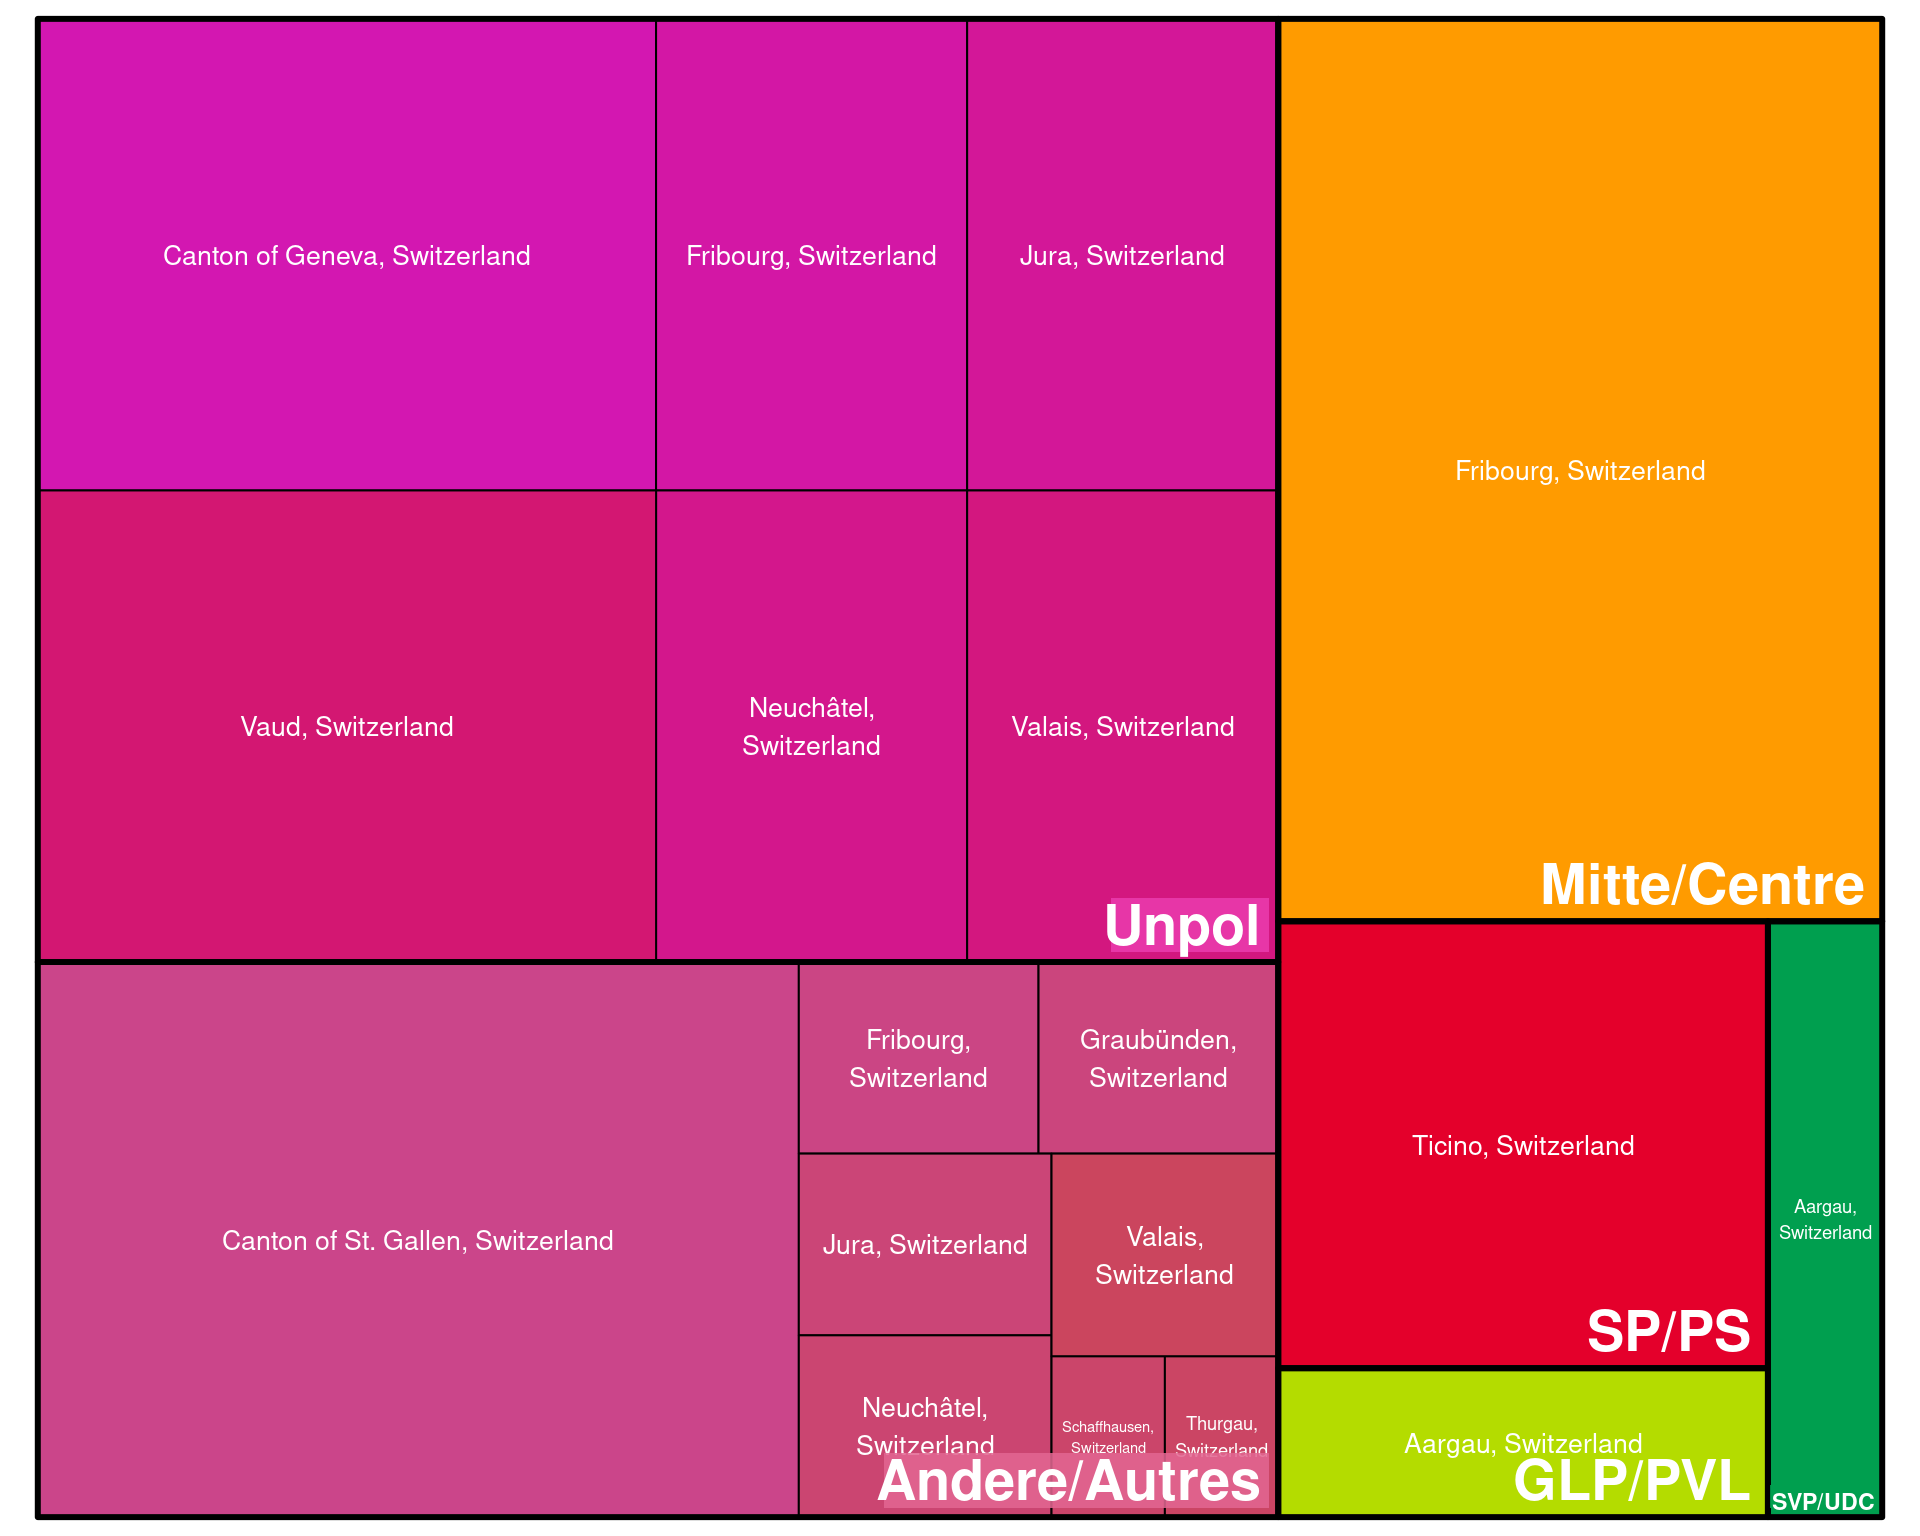 Canton of Geneva, Switzerland
Fribourg, Switzerland
Jura, Switzerland
Vaud, Switzerland
Neuchâtel,
Switzerland
Valais, Switzerland
Unpol
Fribourg, Switzerland
Mitte/Centre
Canton of St. Gallen, Switzerland
Fribourg,
Switzerland
Graubünden,
Switzerland
Jura, Switzerland
Valais,
Switzerland
Neuchâtel,
Switzerland
Schaffhausen,
Switzerland
Thurgau,
Switzerland
Andere/Autres
Ticino, Switzerland
SP/PS
Aargau, Switzerland
GLP/PVL
Aargau,
Switzerland
SVP/UDC